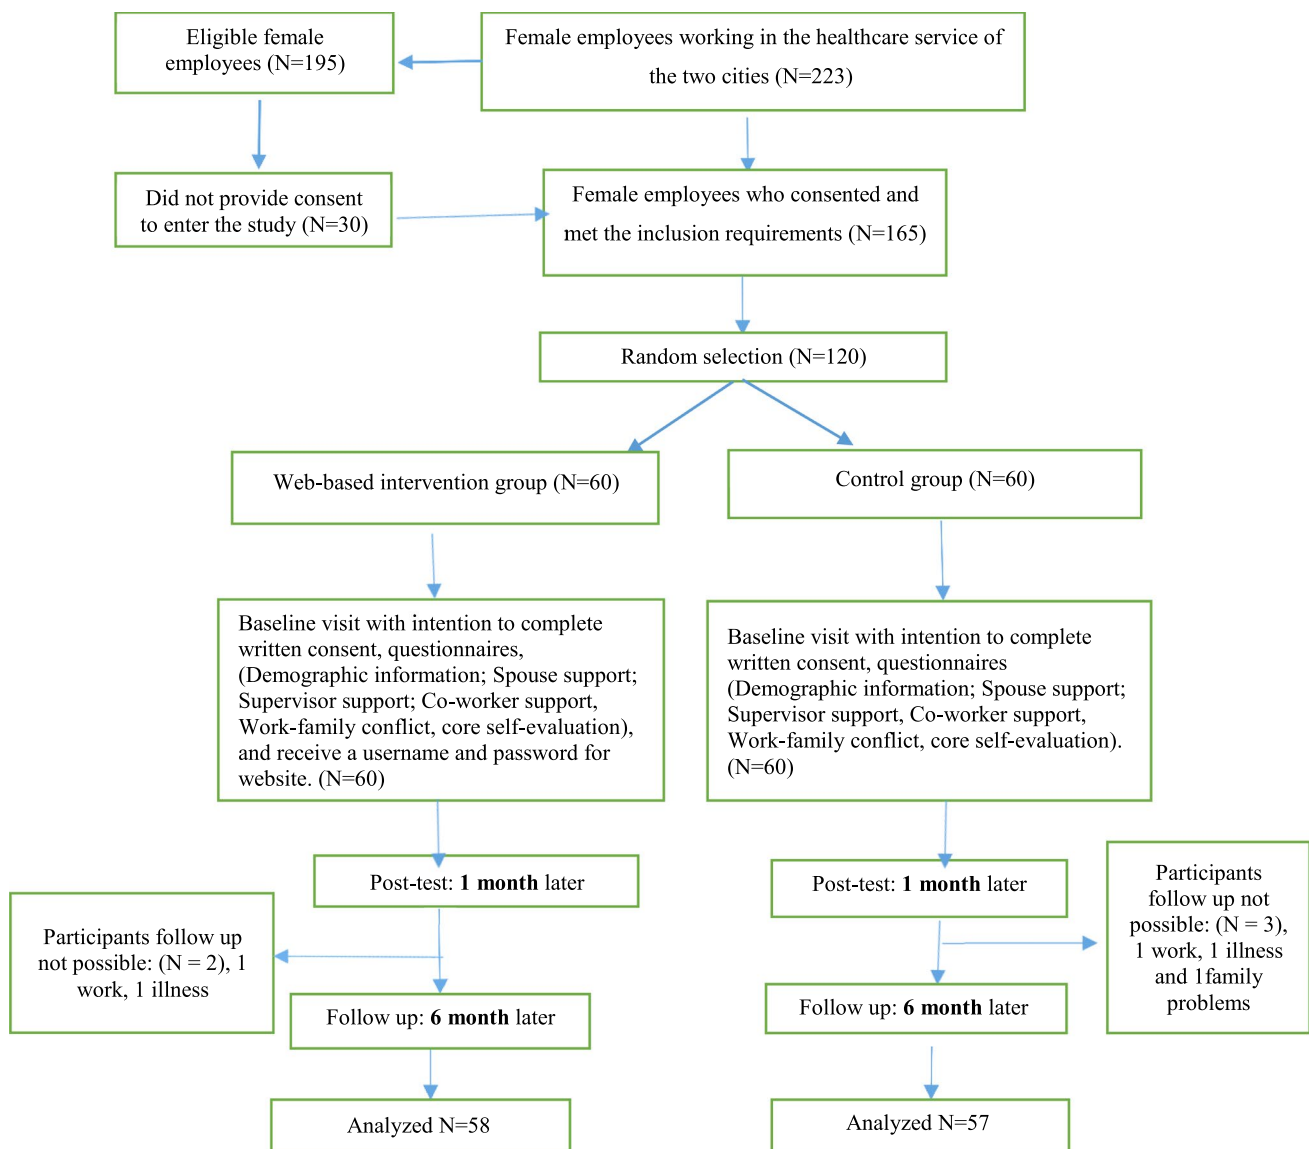 Eligible female
employees (N=195)
Female employees working in the healthcare service of
the two cities (N=223)
Did not provide consent
to enter the study (N=30)
Female employees who consented and
met the inclusion requirements (N=165)
Random selection (N=120)
Web-based intervention group (N=60)
Control group (N=60)
Baseline visit with intention to complete
written consent, questionnaires,
(Demographic information; Spouse support;
Supervisor support; Co-worker support,
Work-family conflict, core self-evaluation),
and receive a username and password for
website. (N=60)
Baseline visit with intention to complete
written consent, questionnaires
(Demographic information; Spouse support;
Supervisor support, Co-worker support,
Work-family conflict, core self-evaluation).
(N=60)
Post-test: 1 month later
Post-test: 1 month later
Participants follow up
not possible: (N = 2), 1
work, 1 illness
Participants
follow up not
possible: (N = 3),
1 work, 1 illness
and 1family
problems
Follow up: 6 month later
Follow up: 6 month later
Analyzed N=58
Analyzed N=57